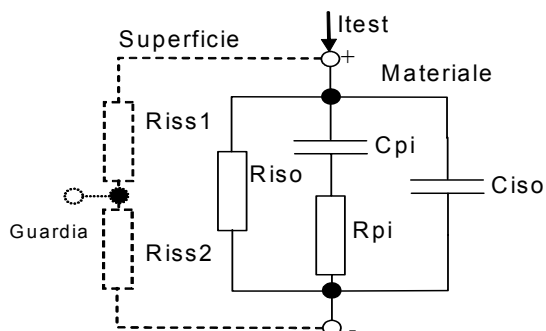 Itest
Superficie
+
Materiale
Riss1
Cpi
Riso
Ciso
Guardia
Rpi
Riss2
-